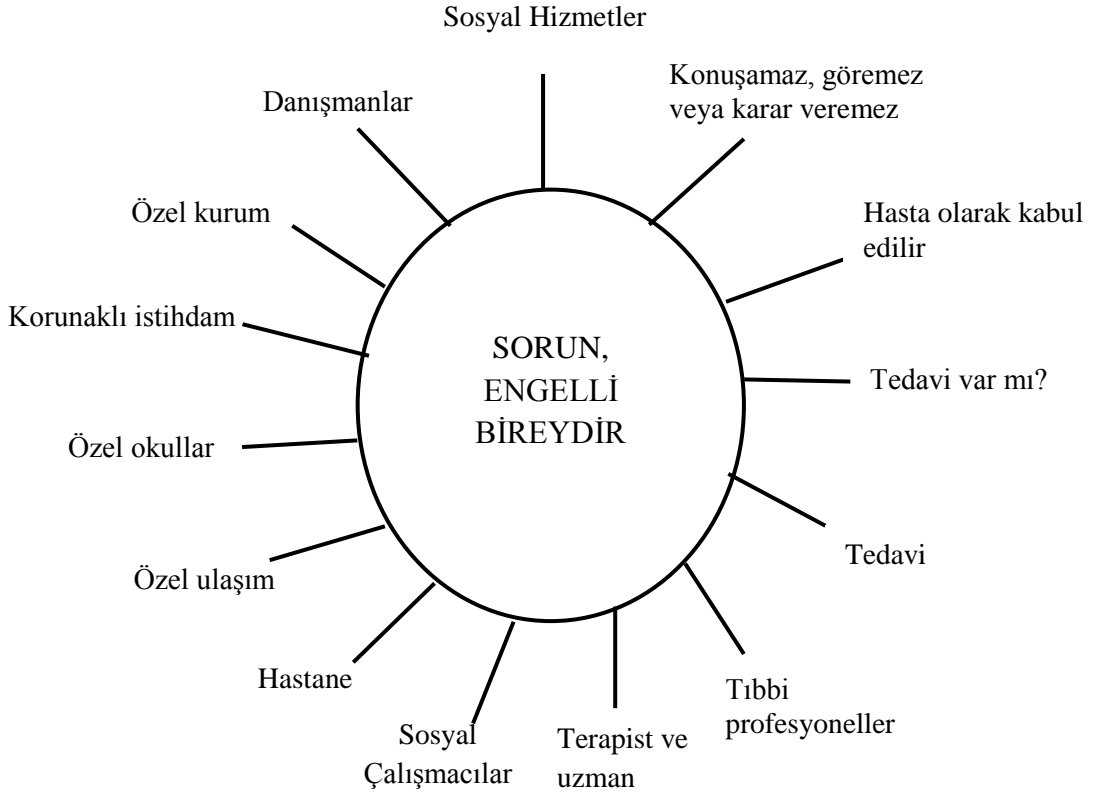 Sosyal Hizmetler
Konuşamaz, göremez
veya karar veremez
Hasta olarak kabul
edilir
Tedavi var mı?
Tedavi
Tıbbi
profesyoneller
Terapist ve
uzman
Sosyal
Çalışmacılar
Hastane
Özel ulaşım
Özel okullar
Korunaklı istihdam
Özel kurum
Danışmanlar
SORUN,
ENGELLİ
BİREYDİR